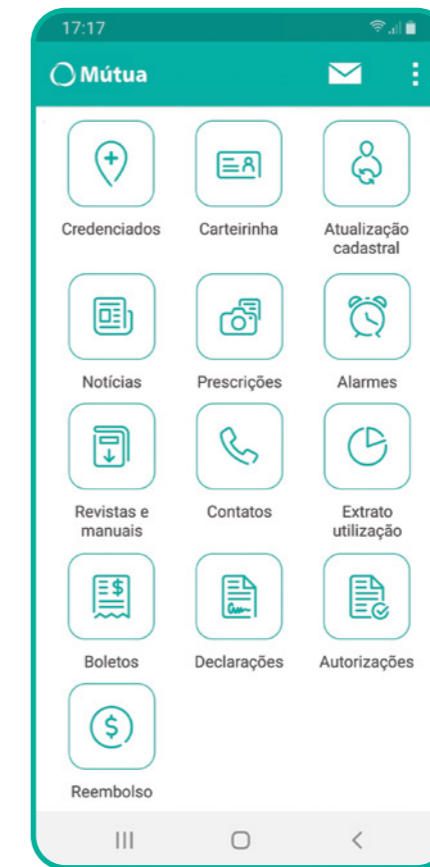 17:17
Mútua
Credenciados Carteirinha Atualização
cadastral
Notícias Prescrições Alarmes
Revistas e Contatos Extrato
manuais utilização
Boletos Declarações Autorizações
Reembolso